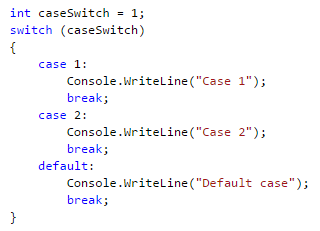 int caseSwitch = 1;
switch (caseSwitch)
{
    case 1:
        Console.WriteLine("Case 1");
        break;
    case 2:
        Console.WriteLine("Case 2");
        break;
    default:
        Console.WriteLine("Default case");
        break;
}